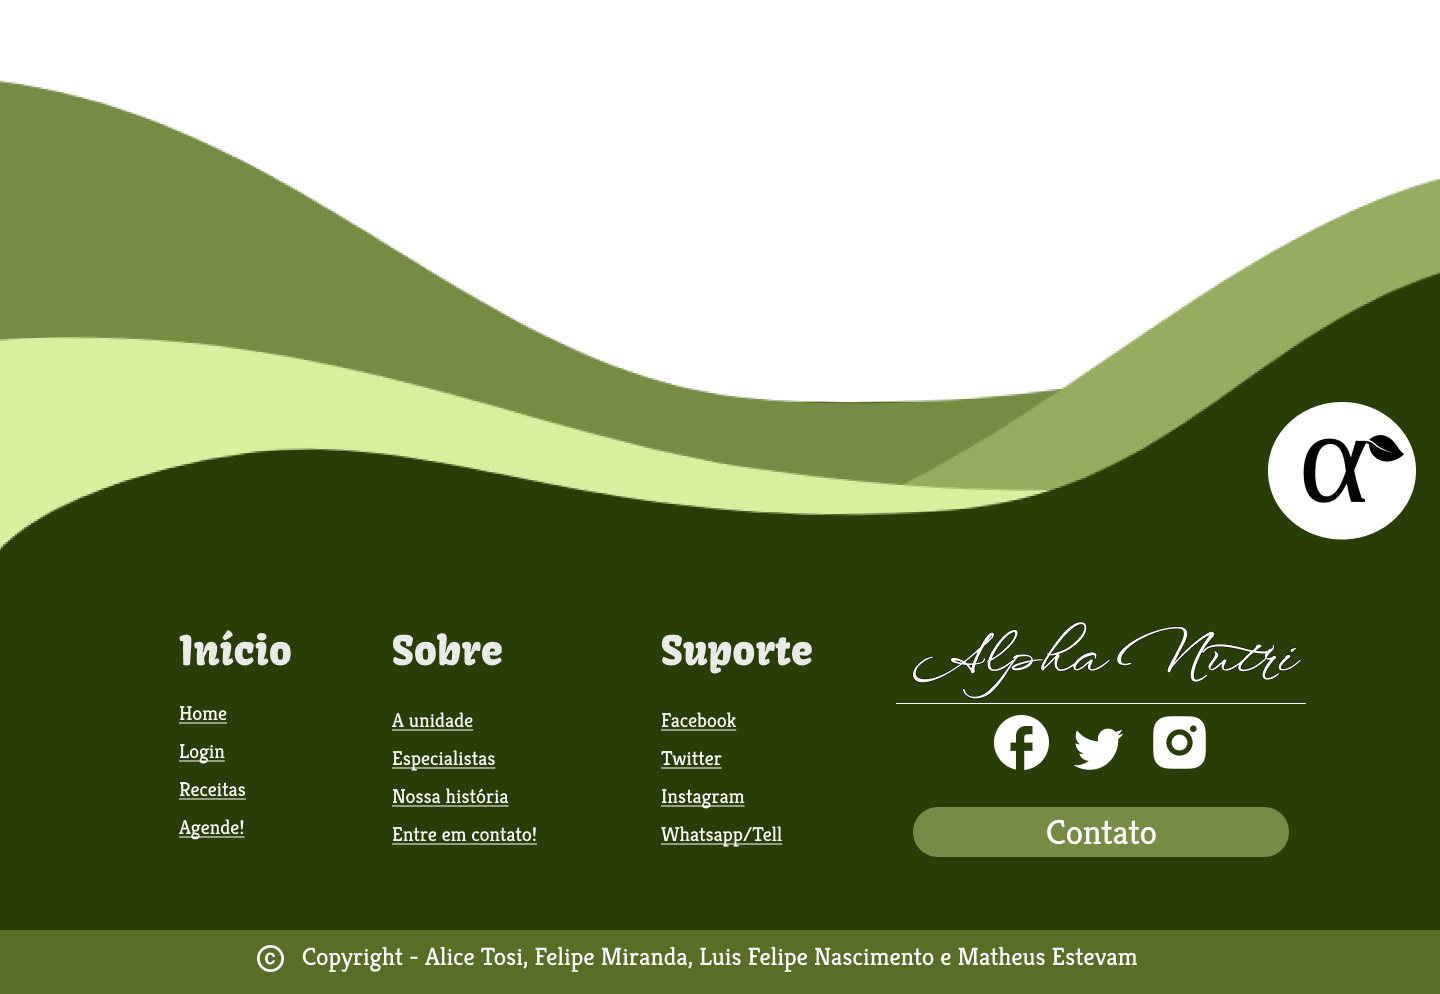 α
Início
Home
Login
Receitas
Agende!
Sobre
A unidade
Especialistas
Nossa história
Entre em contato!
Suporte
Facebook
Twitter
Instagram
Whatsapp/Tell
Alpha Nutri
Contato
© Copyright - Alice Tosi, Felipe Miranda, Luis Felipe Nascimento e Matheus Estevam